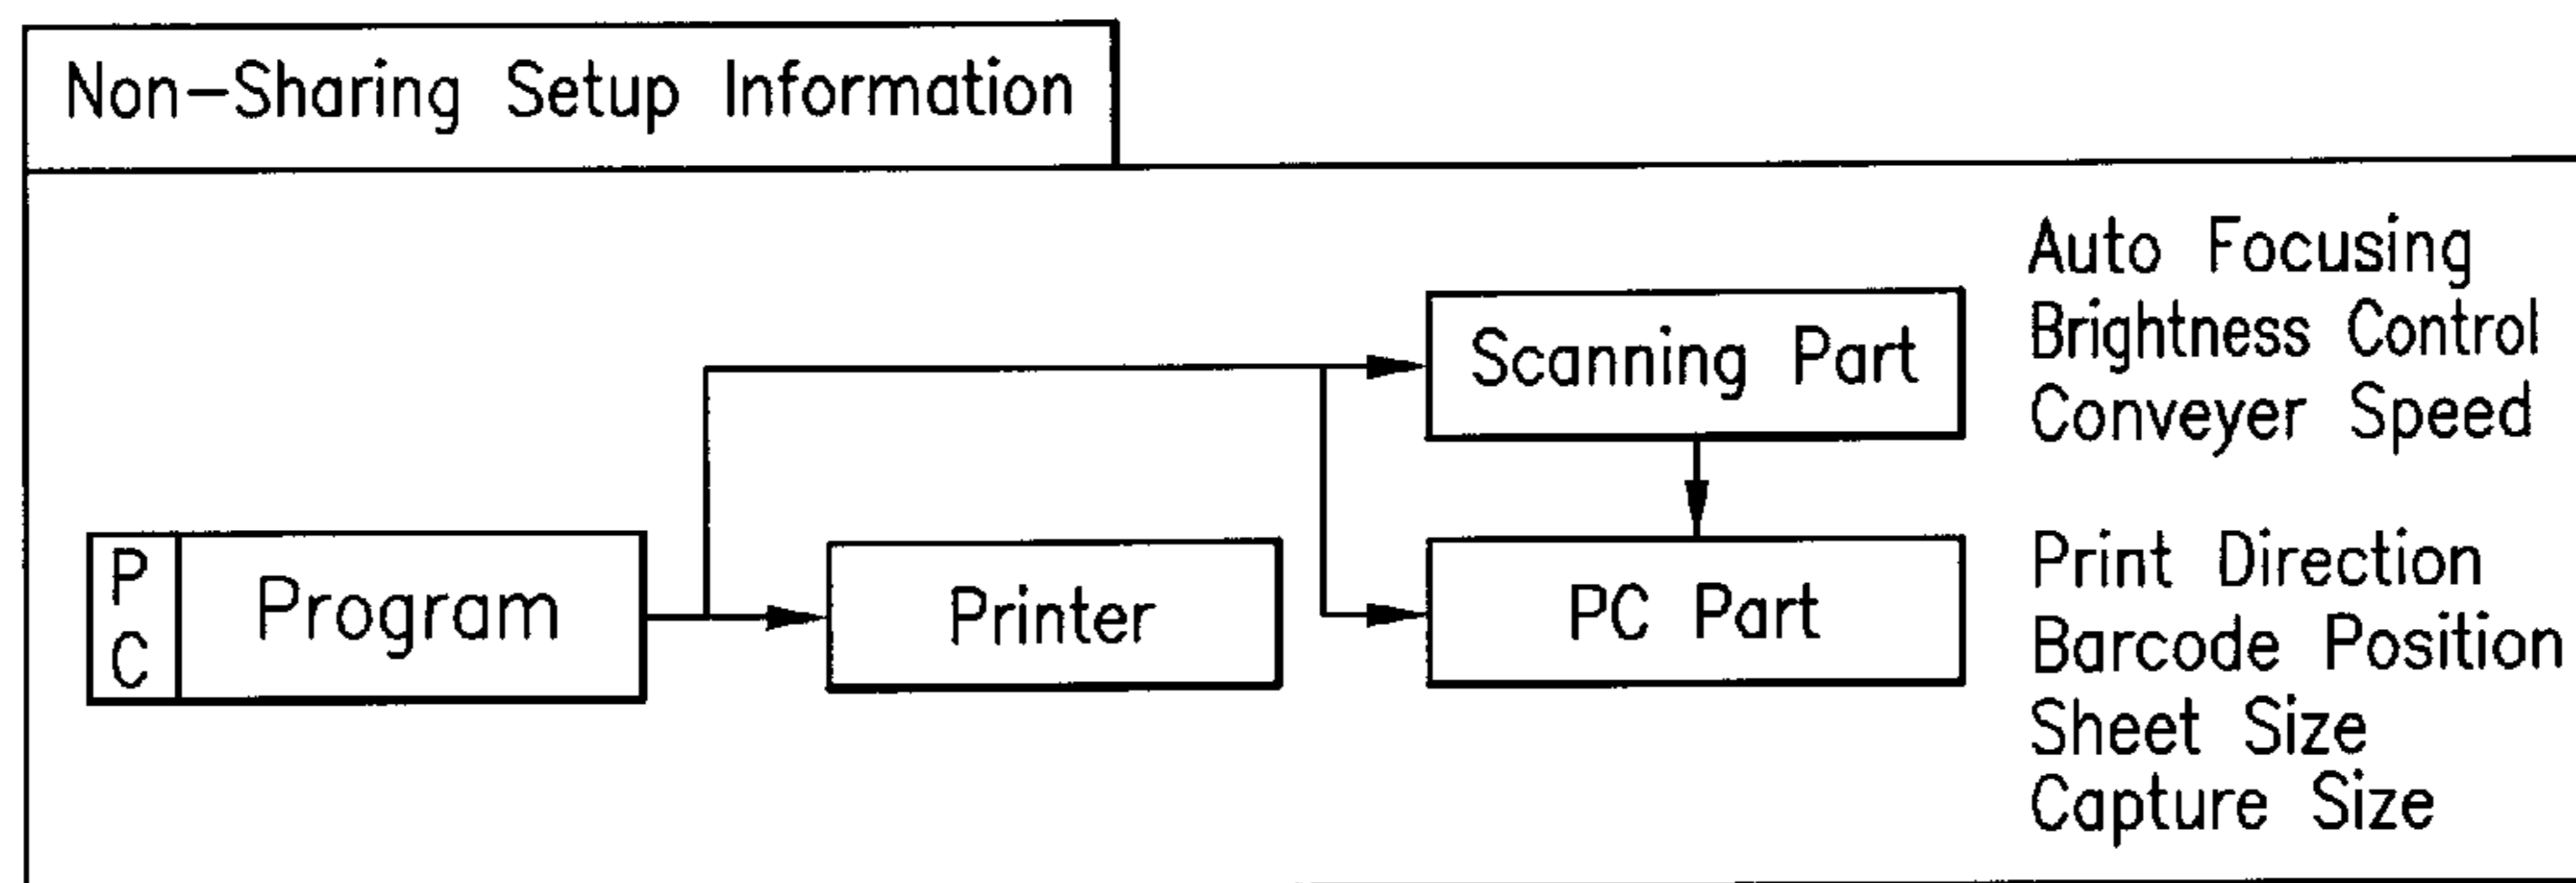 Non-Sharing Setup Information
Auto Focusing
Scanning Part
Brightness Control
Conveyer Speed
PC
Program
Printer
PC Part
Print Direction
Barcode Position
Sheet Size
Capture Size